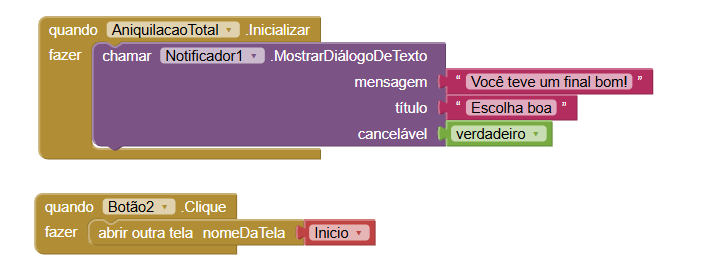 quando AniquilacaoTotal .Inicializar
fazer chamar Notificador1 .MostrarDiálogoDeTexto
mensagem " Você teve um final bom! "
título " Escolha boa "
cancelável verdadeiro
quando Botão2 .Clique
fazer abrir outra tela nomeDaTela Inicio